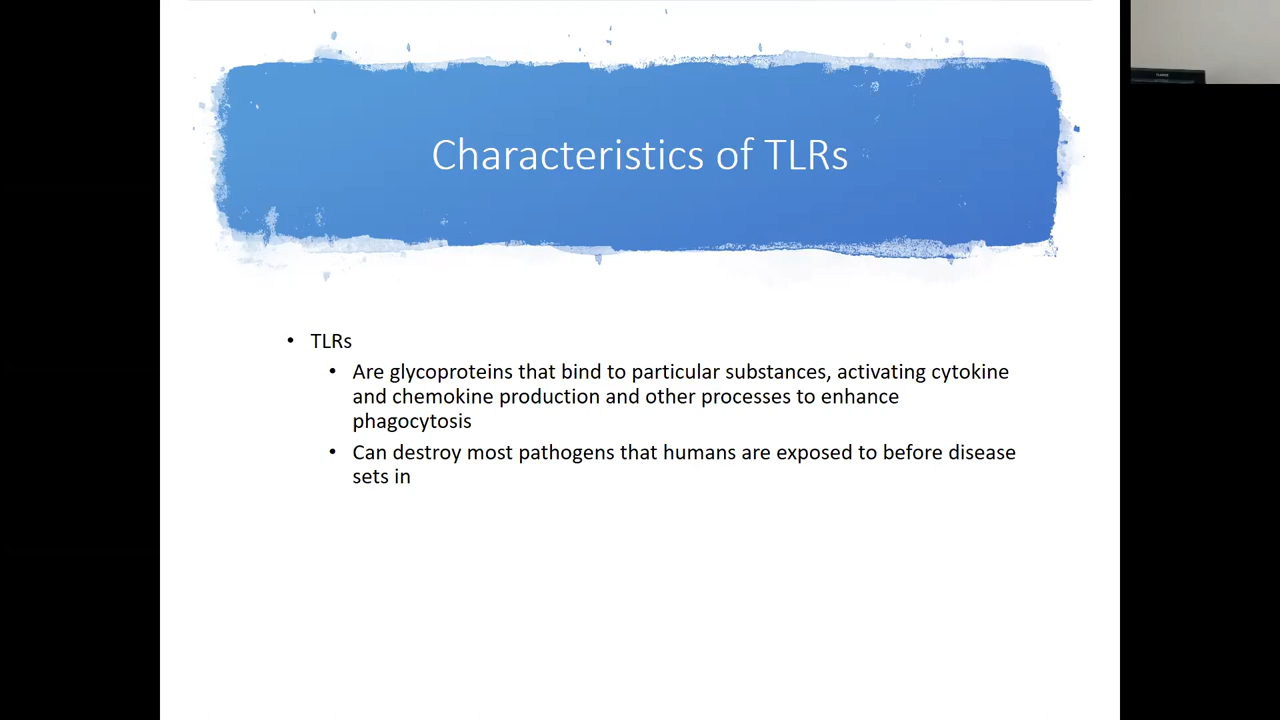 Characteristics of TLRs
• TLRs
• Are glycoproteins that bind to particular substances, activating cytokine
and chemokine production and other processes to enhance
phagocytosis
• Can destroy most pathogens that humans are exposed to before disease
sets in